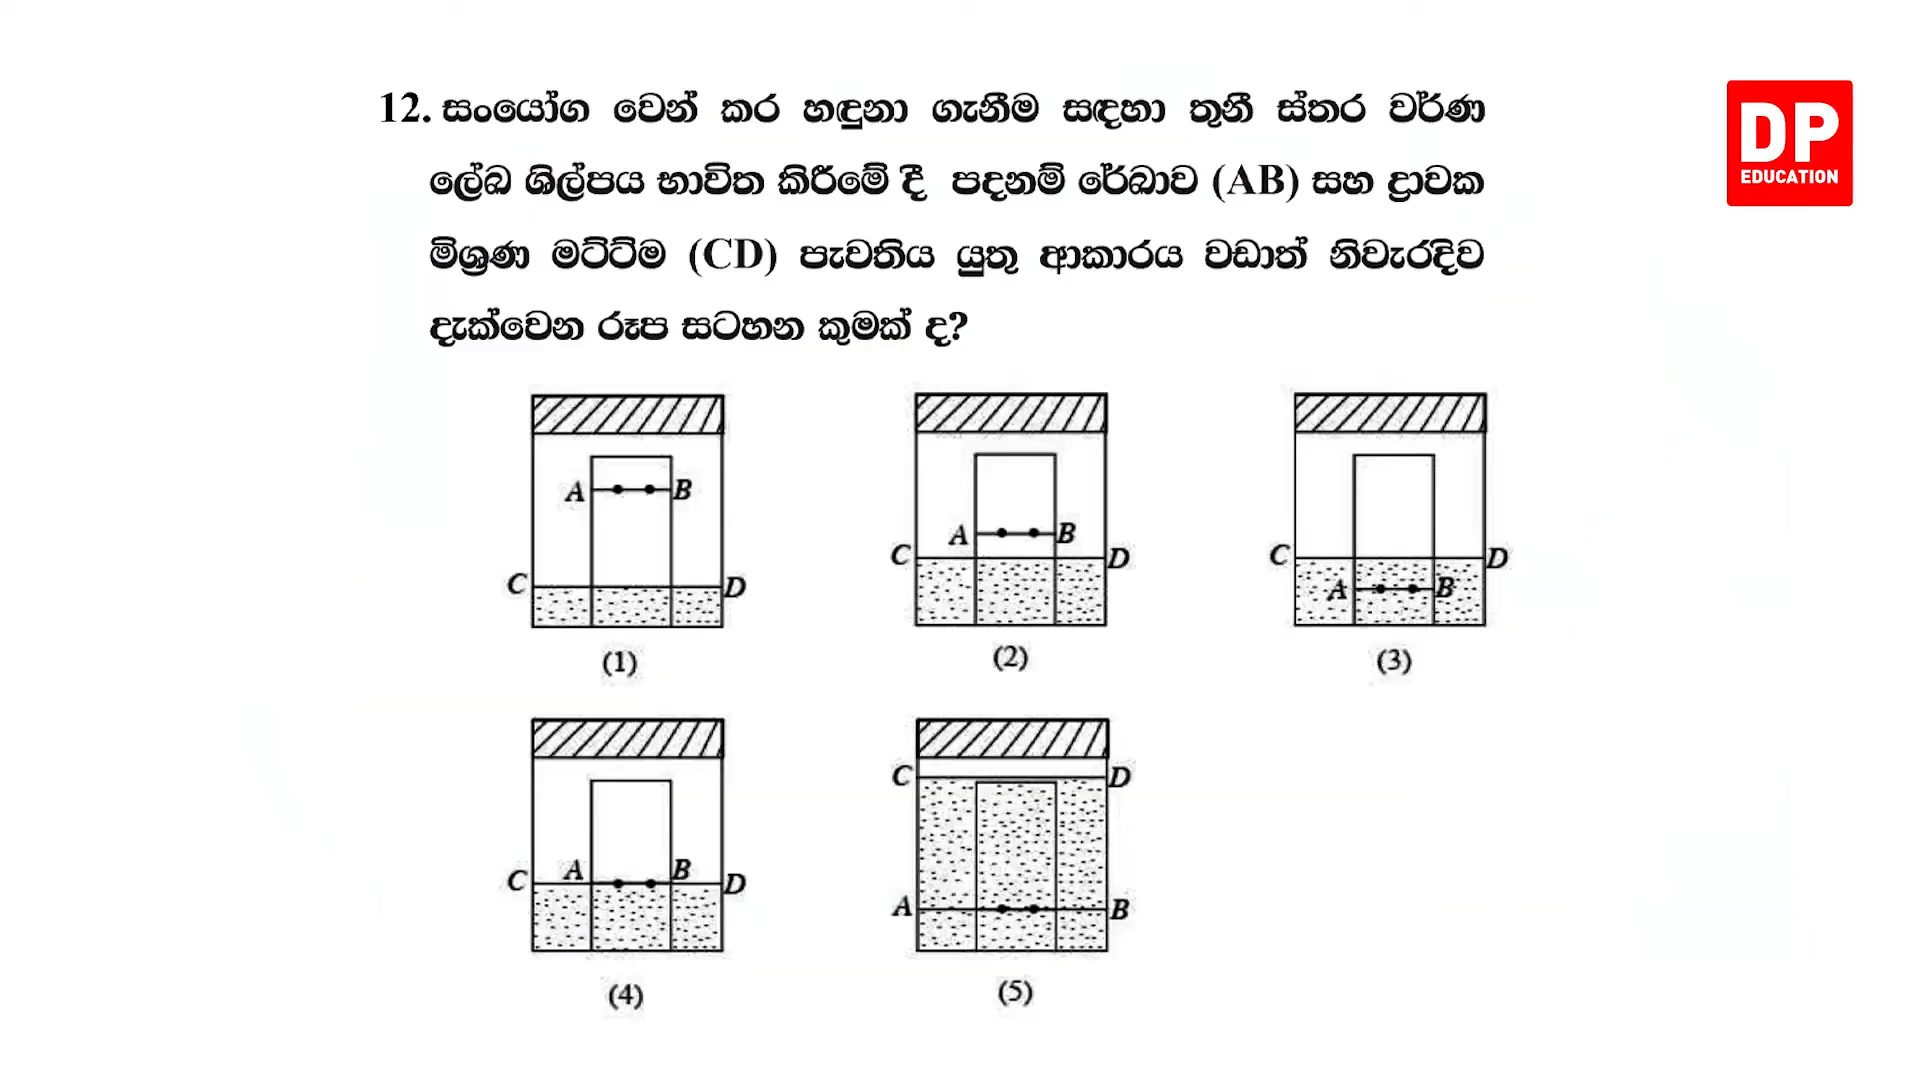 DP
EDUCATION
12. සංයෝග වෙන් කර හඳුනා ගැනීම සඳහා තුනී ස්තර වර්ණ
ලේඛ ශිල්පය භාවිත කිරීමේ දී පදනම් රේඛාව (AB) සහ ද්‍රාවක
මිශ්‍රණ මට්ට්ම (CD) පැවතිය යුතු ආකාරය වඩාත් නිවැරදිව
දැක්වෙන රූප සටහන කුමක් ද?
A B
C D
(1)
A B
C D
(2)
C D
A B
(3)
A B
C D
(4)
C D
A B
(5)